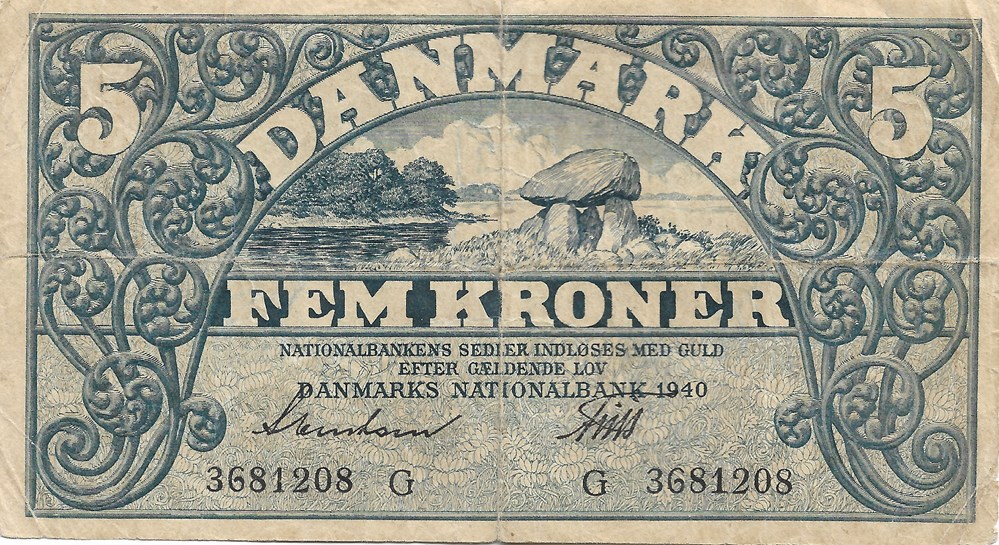 5 DANMARK 5
FEM KRONER
NATIONALBANKENS SEDLER INDLØSES MED GULD
EFTER GÆLDENDE LOV
DANMARKS NATIONALBANK 1940
3681208 G G 3681208